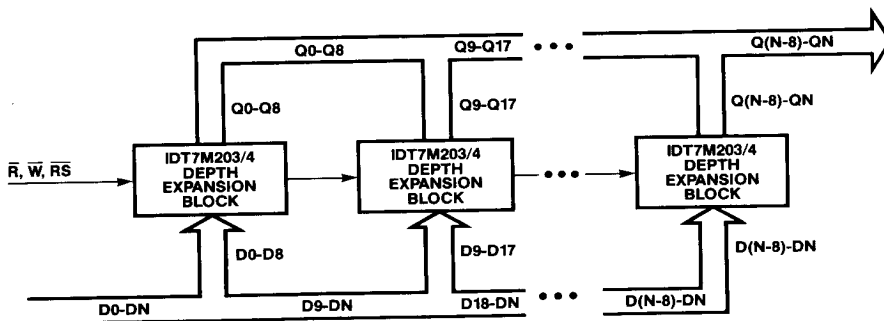 Q0-Q8
Q9-Q17
Q(N-8)-QN
Q0-Q8
Q9-Q17
Q(N-8)-QN
R̅, W̅, R̅S̅
IDT7M203/4
DEPTH
EXPANSION
BLOCK
IDT7M203/4
DEPTH
EXPANSION
BLOCK
IDT7M203/4
DEPTH
EXPANSION
BLOCK
D0-D8
D9-D17
D(N-8)-DN
D0-DN
D9-DN
D18-DN
D(N-8)-DN